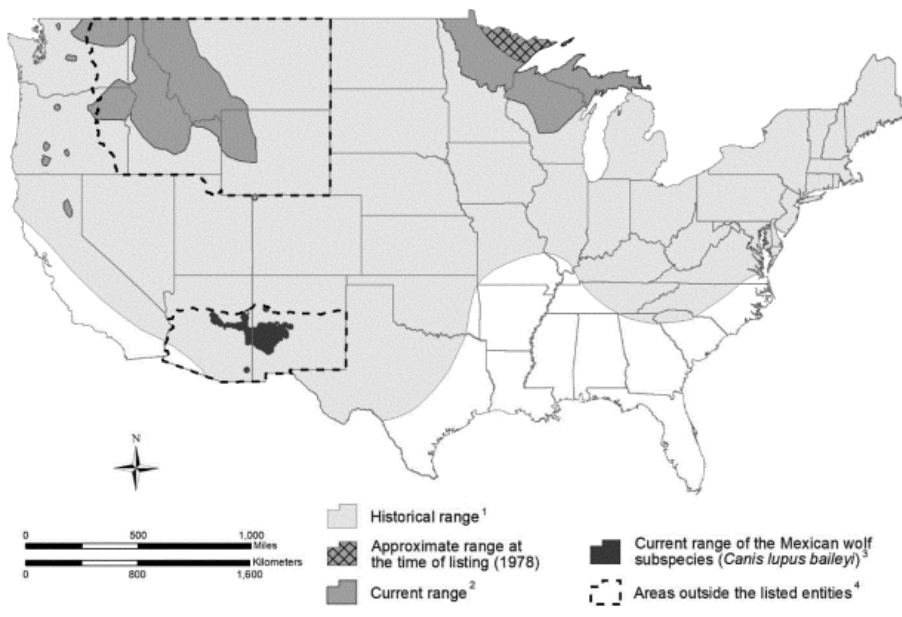 N
0 500 1,000
Miles
Kilometers
0 800 1,600
Historical range1
Approximate range at
the time of listing (1978)
Current range2
Current range of the Mexican wolf
subspecies (Canis lupus baileyi)3
Areas outside the listed entities4